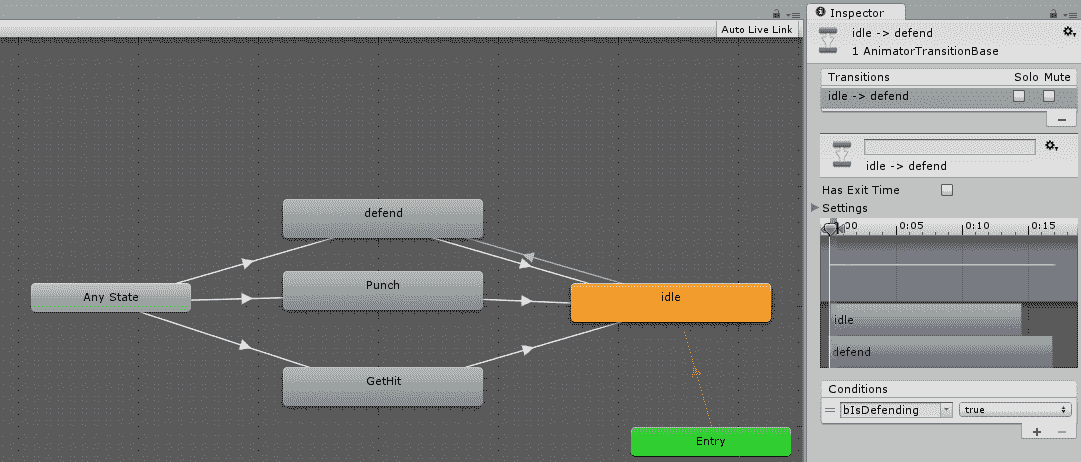 Auto Live Link
defend
Any State
Punch
idle
GetHit
Entry
Inspector
idle -> defend
1 AnimatorTransitionBase
Transitions Solo Mute
idle -> defend
idle -> defend
Has Exit Time
Settings
:00 0:05 0:10 0:15
idle
defend
Conditions
bIsDefending true